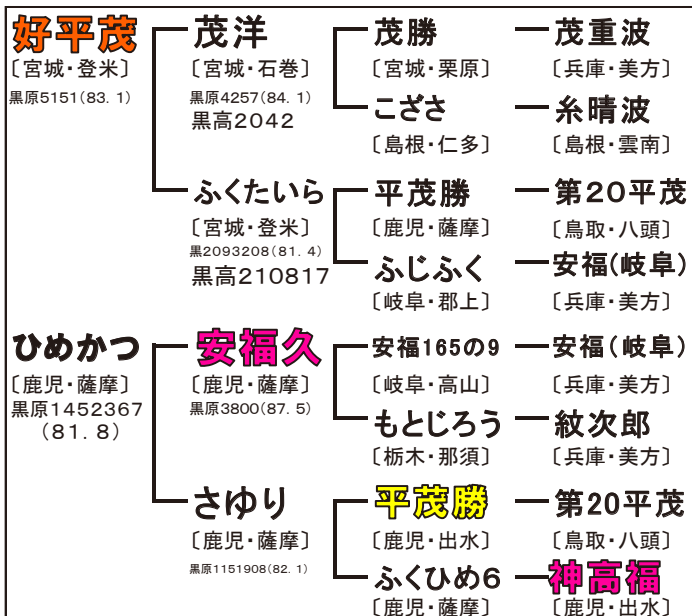 好平茂 茂洋 茂勝 茂重波
〔宮城・登米〕 〔宮城・石巻〕 〔宮城・栗原〕 〔兵庫・美方〕
黒原5151(83.1) 黒原4257(84.1)
黒高2042
こざさ 糸晴波
〔島根・仁多〕 〔島根・雲南〕
ふくたいら 平茂勝 第20平茂
〔宮城・登米〕 〔鹿児・薩摩〕 〔鳥取・八頭〕
黒2093208(81.4)
黒高210817
ふじふく 安福(岐阜)
〔岐阜・郡上〕 〔兵庫・美方〕
ひめかつ 安福久 安福165の9 安福(岐阜)
〔鹿児・薩摩〕 〔鹿児・薩摩〕 〔岐阜・高山〕 〔兵庫・美方〕
黒原1452367 黒原3800(87.5)
(81.8)
もとじろう 紋次郎
〔栃木・那須〕 〔兵庫・美方〕
さゆり 平茂勝 第20平茂
〔鹿児・薩摩〕 〔鹿児・出水〕 〔鳥取・八頭〕
黒原1151908(82.1)
ふくひめ6 神高福
〔鹿児・薩摩〕 〔鹿児・出水〕